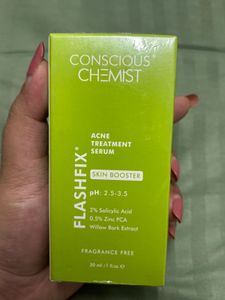 CONSCIOUS®
CHEMIST
FLASHFIX®
ACNE
TREATMENT
SERUM
SKIN BOOSTER
pH: 2.5-3.5
2% Salicylic Acid
0.5% Zinc PCA
Willow Bark Extract
FRAGRANCE FREE
30 ml / 1 fl.oz. ℮